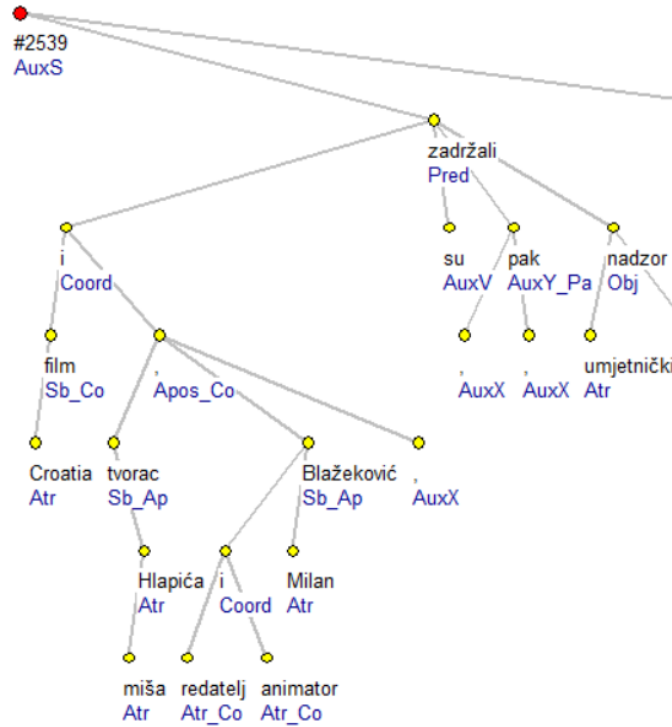 #2539
AuxS
zadržali
Pred
i
Coord
su
AuxV
pak
AuxY_Pa
nadzor
Obj
film
Sb_Co
,
Apos_Co
,
AuxX
,
AuxX
umjetnički
Atr
Croatia
Atr
tvorac
Sb_Ap
Blažeković
Sb_Ap
,
AuxX
Hlapića
Atr
i
Coord
Milan
Atr
miša
Atr
redatelj
Atr_Co
animator
Atr_Co